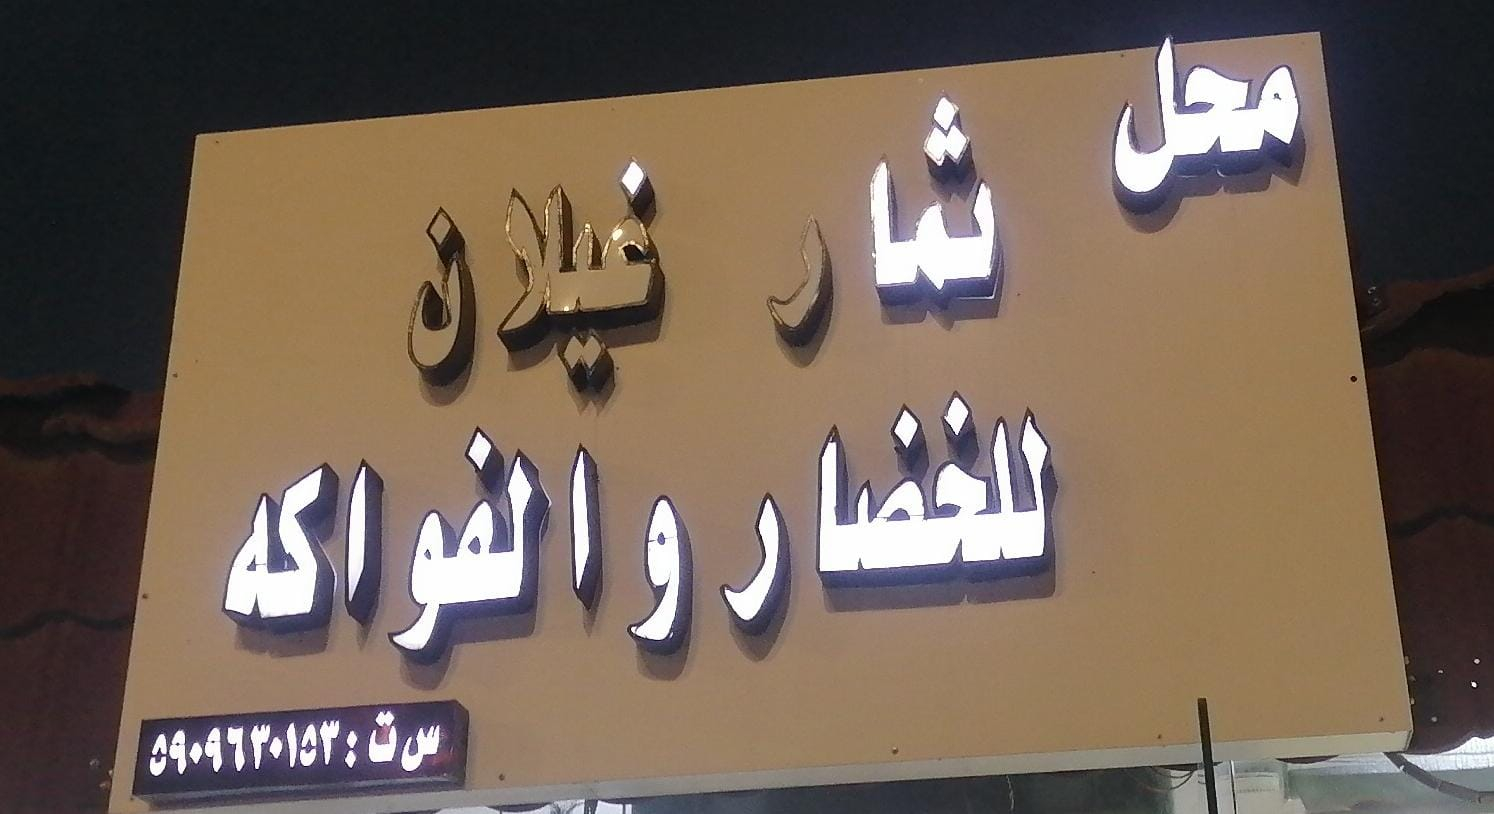 محل ثمار غيلان
للخضار والفواكه
س ت : ٥٩٠٩٦٣٠١٥٣